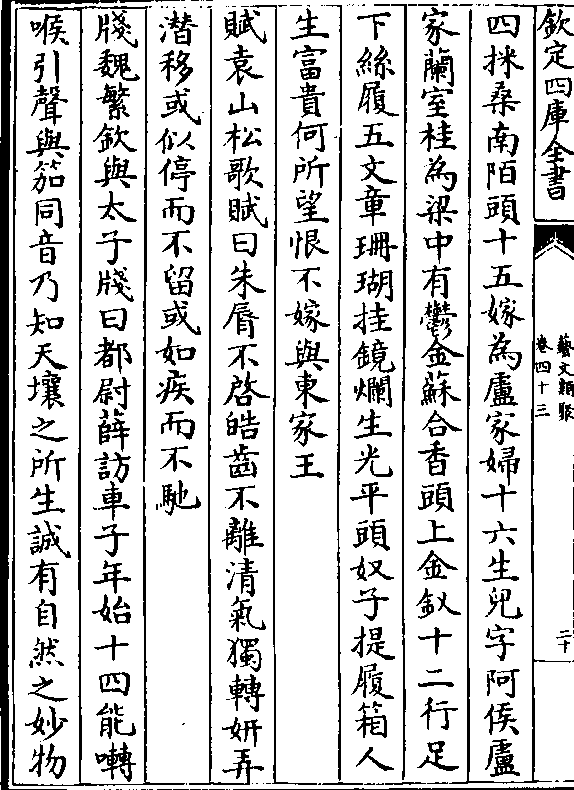 欽定四庫全書
藝文類聚
卷四十三
二十
四採桑南陌頭十五嫁為盧家婦十六生兒字阿侯盧
家蘭室桂為梁中有鬱金蘇合香頭上金釵十二行足
下絲履五文章珊瑚挂鏡爛生光平頭奴子提履箱人
生富貴何所望恨不嫁與東家王
賦袁山松歌賦曰朱脣不啓皓齒不離清氣獨轉妍弄
潜移或似停而不留或如疾而不馳
牋魏繁欽與太子牋曰都尉薛訪車子年始十四能囀
喉引聲與笳同音乃知天壤之所生誠有自然之妙物